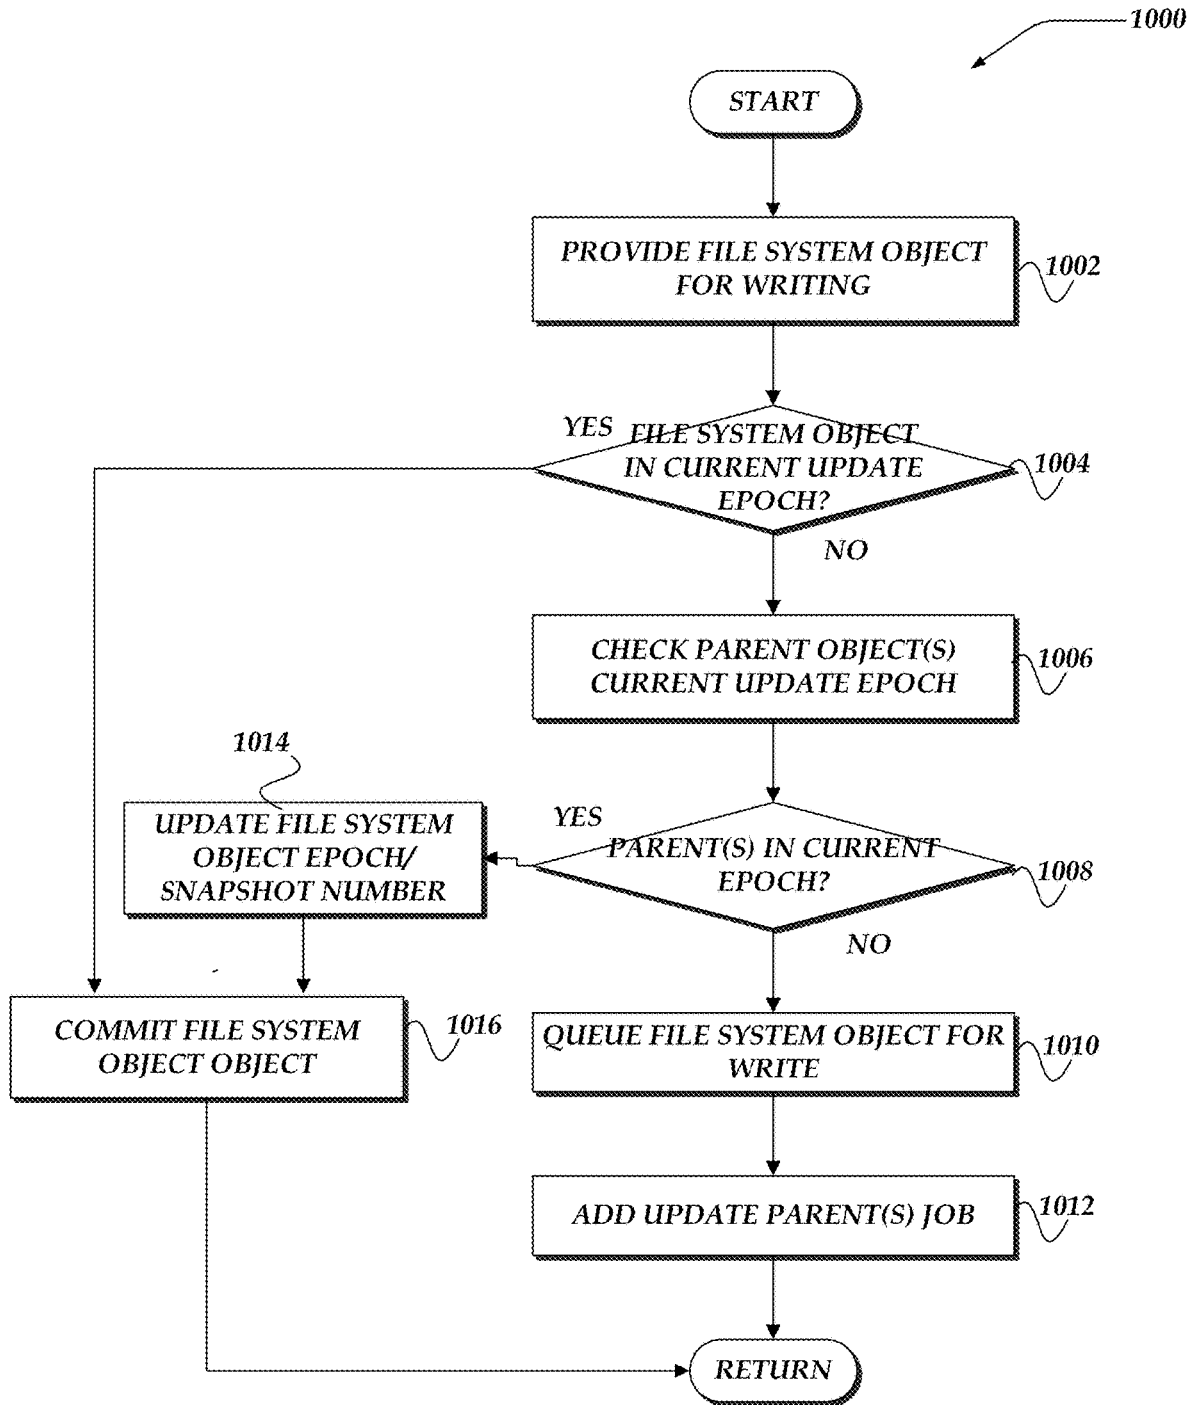 1000
START
PROVIDE FILE SYSTEM OBJECT
FOR WRITING
1002
YES
FILE SYSTEM OBJECT
IN CURRENT UPDATE
EPOCH?
1004
NO
CHECK PARENT OBJECT(S)
CURRENT UPDATE EPOCH
1006
1014
UPDATE FILE SYSTEM
OBJECT EPOCH/
SNAPSHOT NUMBER
YES
PARENT(S) IN CURRENT
EPOCH?
1008
NO
COMMIT FILE SYSTEM
OBJECT OBJECT
1016
QUEUE FILE SYSTEM OBJECT FOR
WRITE
1010
ADD UPDATE PARENT(S) JOB
1012
RETURN